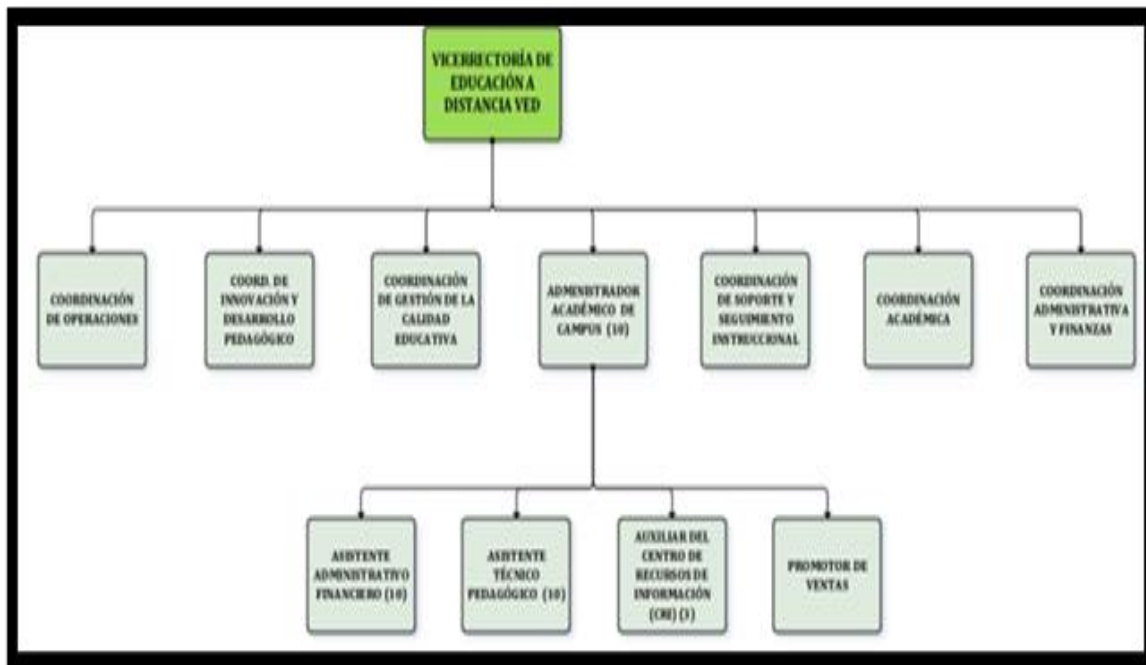 VICERRECTORÍA DE
EDUCACIÓN A
DISTANCIA VED
COORDINACIÓN
DE OPERACIONES
COORD. DE
INNOVACIÓN Y
DESARROLLO
PEDAGÓGICO
COORDINACIÓN
DE GESTIÓN DE LA
CALIDAD
EDUCATIVA
ADMINISTRADOR
ACADÉMICO DE
CAMPUS (10)
COORDINACIÓN
DE SOPORTE Y
SEGUIMIENTO
INSTRUCCIONAL
COORDINACIÓN
ACADÉMICA
COORDINACIÓN
ADMINISTRATIVA
Y FINANZAS
ASISTENTE
ADMINISTRATIVO
FINANCIERO (10)
ASISTENTE
TÉCNICO
PEDAGÓGICO (10)
AUXILIAR DEL
CENTRO DE
RECURSOS DE
INFORMACIÓN
(CRI) (3)
PROMOTOR DE
VENTAS